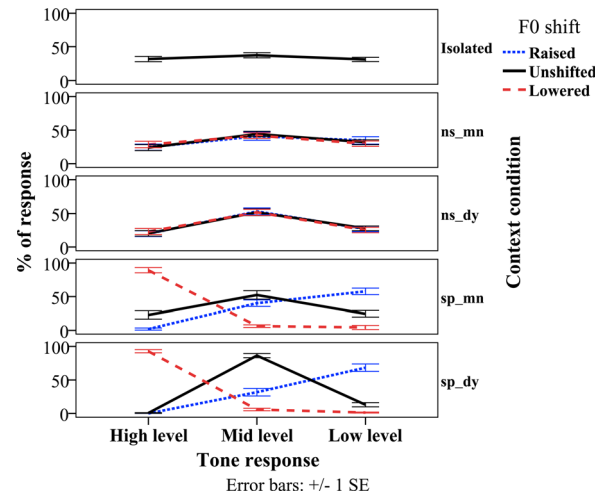 F0 shift
Raised
Unshifted
Lowered
% of response
Context condition
100
50
0
Isolated
100
50
0
ns_mn
100
50
0
ns_dy
100
50
0
sp_mn
100
50
0
sp_dy
High level Mid level Low level
Tone response
Error bars: +/- 1 SE